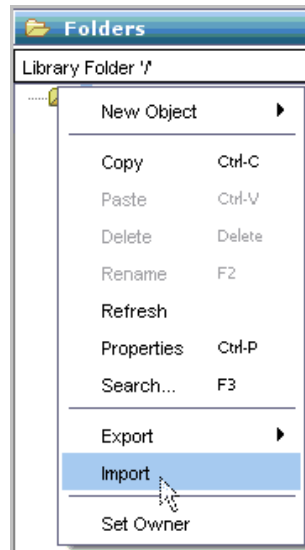 Folders
Library Folder '/'
New Object
Copy Ctrl-C
Paste Ctrl-V
Delete Delete
Rename F2
Refresh
Properties Ctrl-P
Search... F3
Export
Import
Set Owner